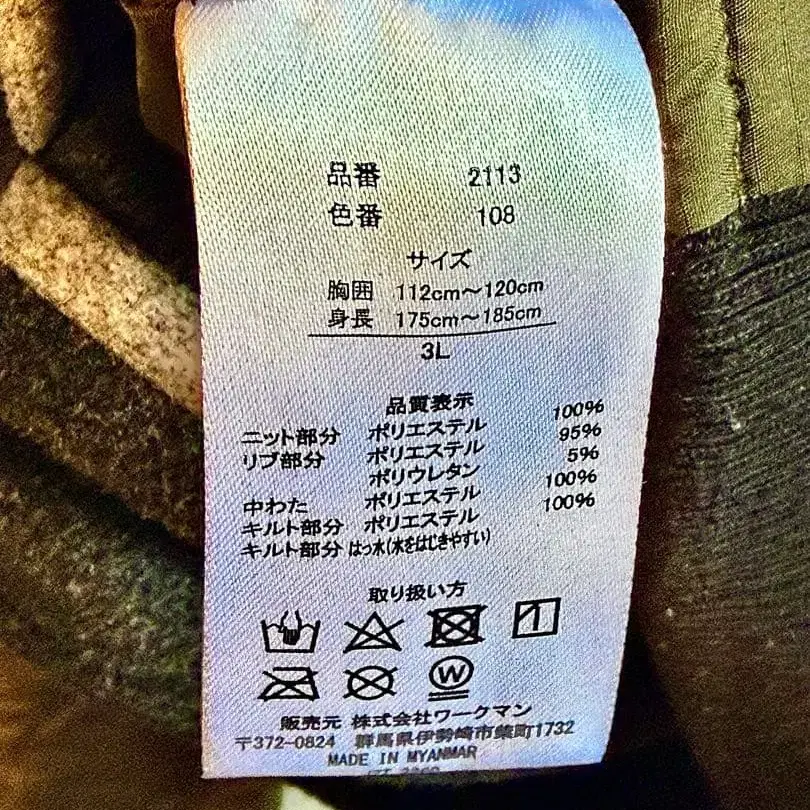 品番 2113
色番 108
サイズ
胸囲 112cm～120cm
身長 175cm～185cm
3L
品質表示
ニット部分 ポリエステル 100%
リブ部分 ポリエステル 95%
ポリウレタン 5%
中わた ポリエステル 100%
キルト部分 ポリエステル 100%
キルト部分 はっ水(水をはじきやすい)
取り扱い方
W
販売元 株式会社ワークマン
〒372-0824 群馬県伊勢崎市柴町1732
MADE IN MYANMAR